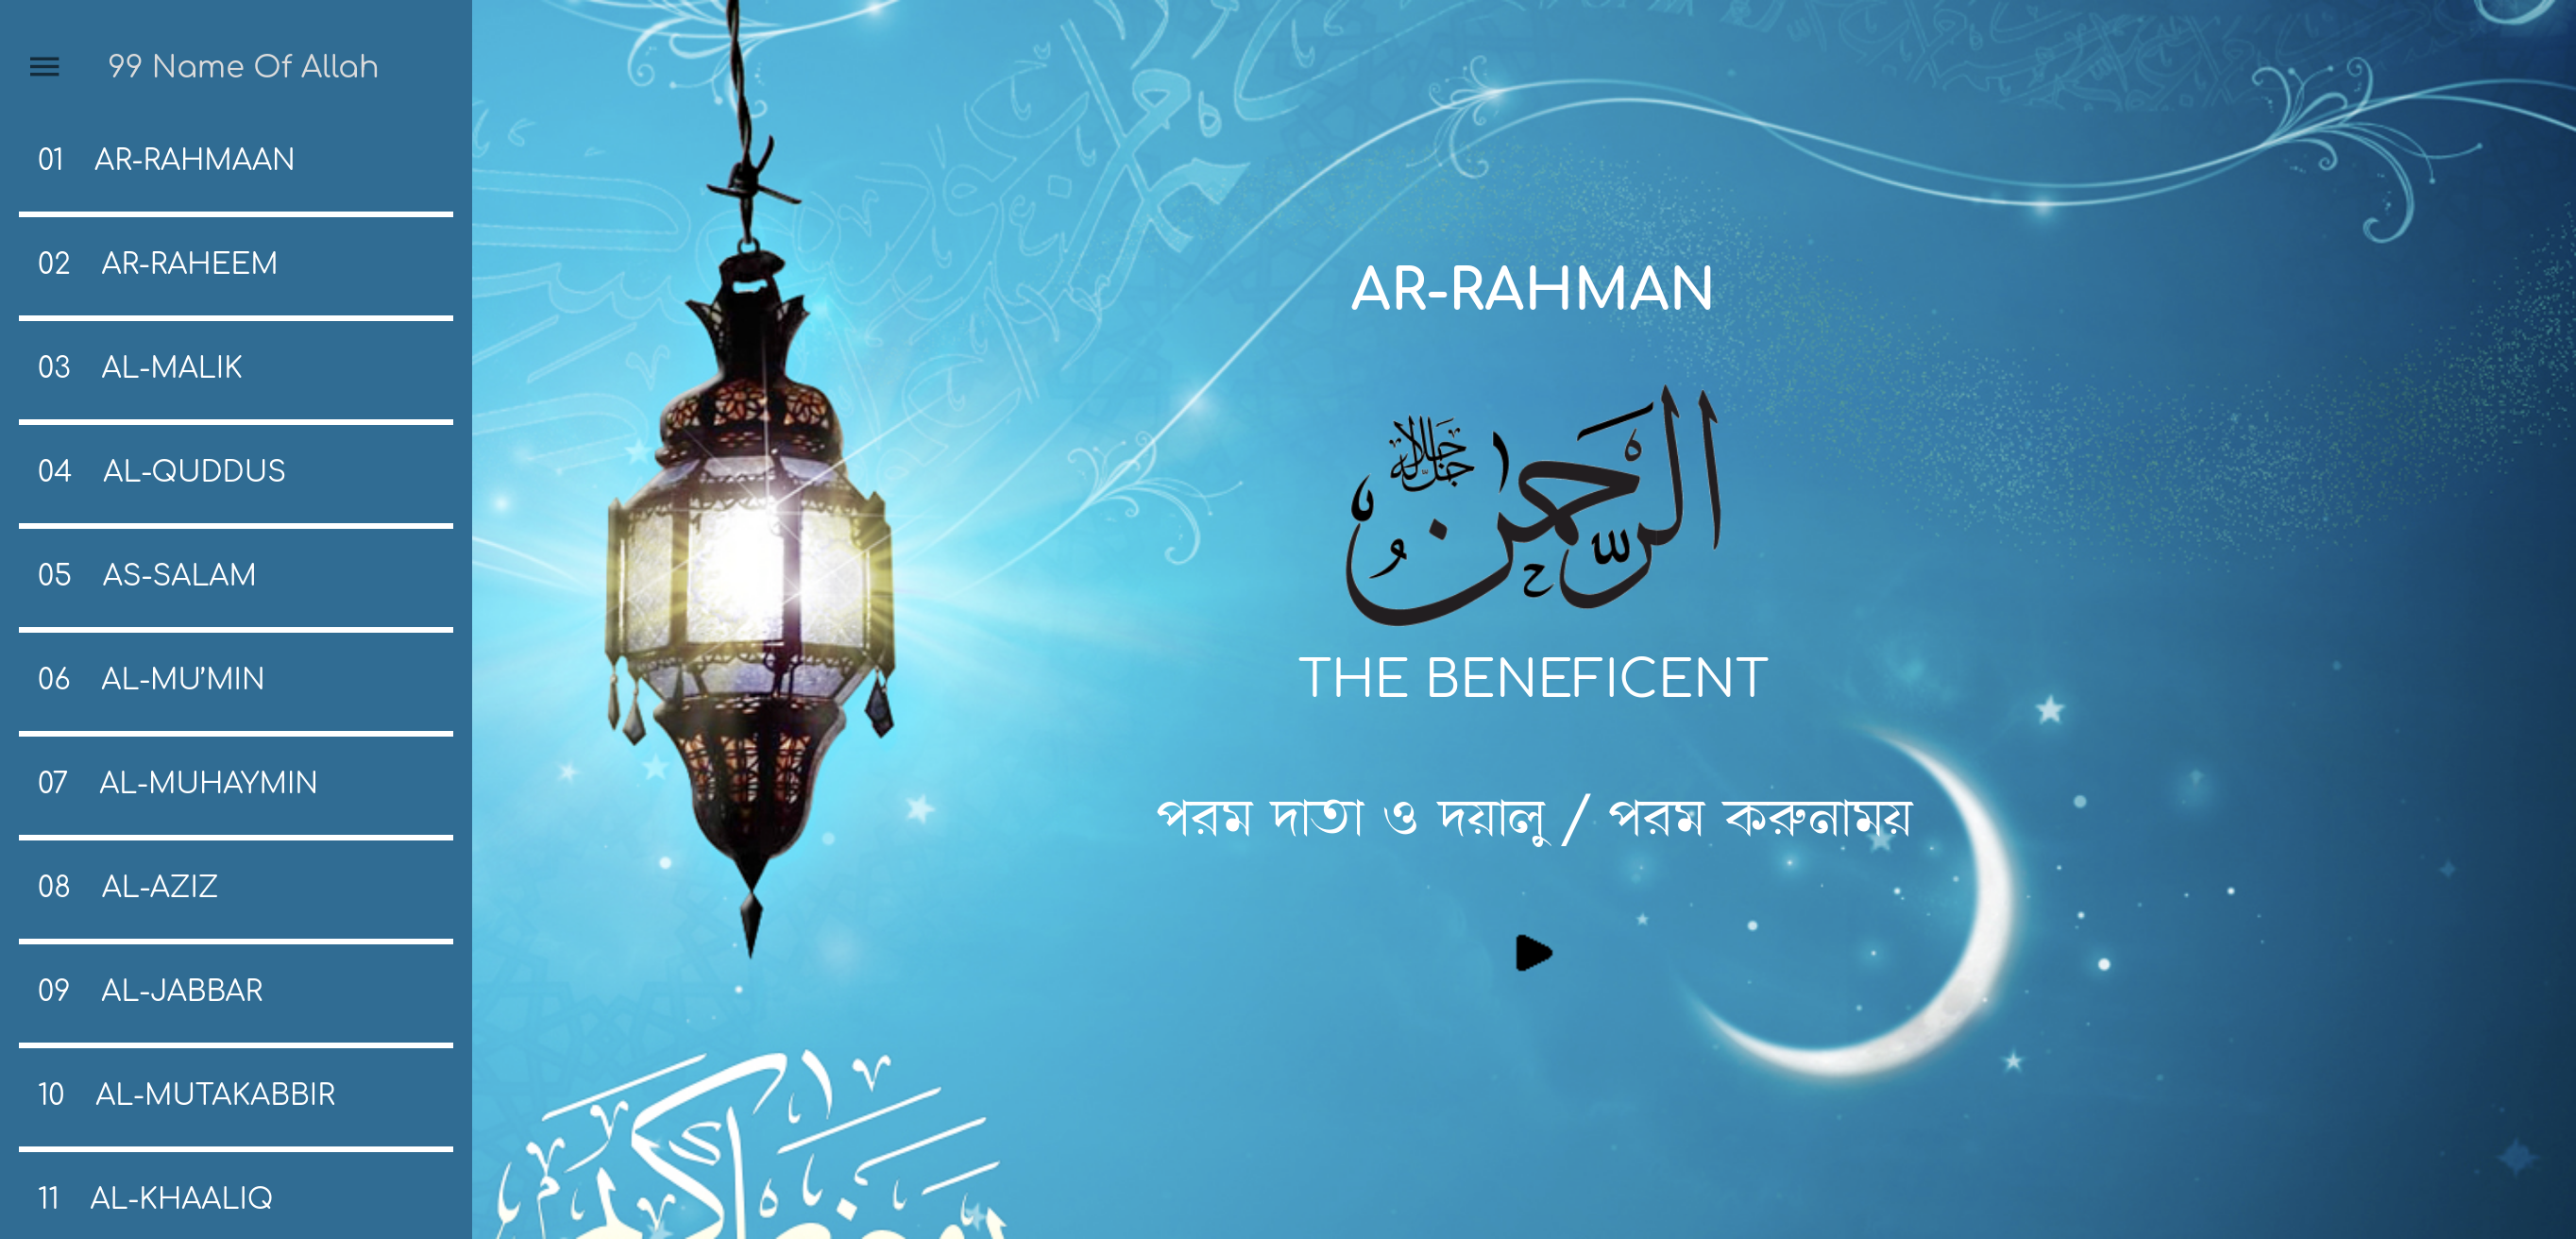 99 Name Of Allah
01 AR-RAHMAAN
02 AR-RAHEEM
03 AL-MALIK
04 AL-QUDDUS
05 AS-SALAM
06 AL-MU’MIN
07 AL-MUHAYMIN
08 AL-AZIZ
09 AL-JABBAR
10 AL-MUTAKABBIR
11 AL-KHAALIQ
AR-RAHMAN
الرَّحْمٰنُ جل جلاله
THE BENEFICENT
পরম দাতা ও দয়ালু / পরম করুনাময়